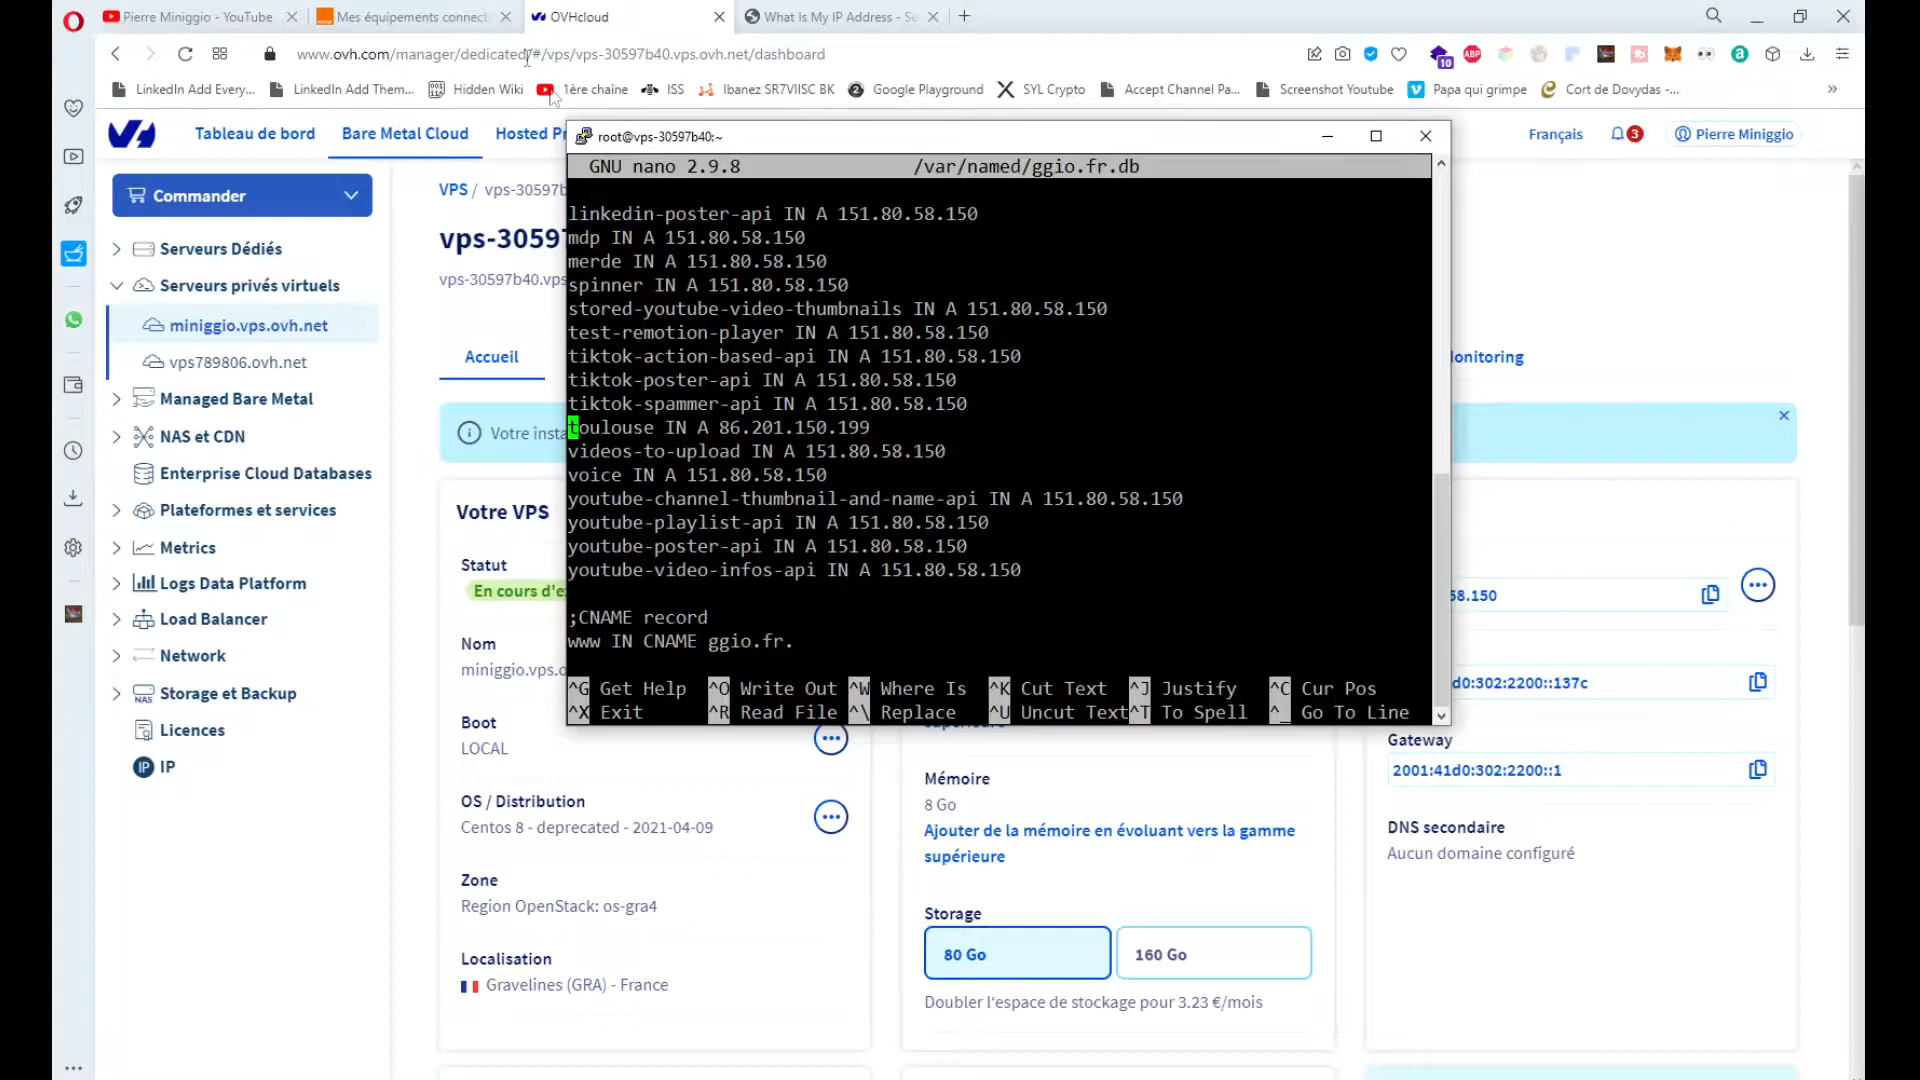 Pierre Miniggio - YouTube
Mes équipements connect
OVHcloud
What Is My IP Address - Se
www.ovh.com/manager/dedicated/#/vps/vps-30597b40.vps.ovh.net/dashboard
10
ABP
LinkedIn Add Every...
LinkedIn Add Them...
Hidden Wiki
1ère chaîne
ISS
Ibanez SR7VIISC BK
Google Playground
SYL Crypto
Accept Channel Pa...
Screenshot Youtube
Papa qui grimpe
Cort de Dovydas -...
Tableau de bord
Bare Metal Cloud
Hosted Pr
Français
3
Pierre Miniggio
Commander
Serveurs Dédiés
Serveurs privés virtuels
miniggio.vps.ovh.net
vps789806.ovh.net
Managed Bare Metal
NAS et CDN
Enterprise Cloud Databases
Plateformes et services
Metrics
Logs Data Platform
Load Balancer
Network
Storage et Backup
Licences
IP
VPS / vps-30597b
vps-3059
vps-30597b40.vps
Accueil
Monitoring
Votre insta
Votre VPS
Statut
En cours d'e
Nom
miniggio.vps.o
Boot
LOCAL
OS / Distribution
Centos 8 - deprecated - 2021-04-09
Zone
Region OpenStack: os-gra4
Localisation
Gravelines (GRA) - France
root@vps-30597b40:~
GNU nano 2.9.8 /var/named/ggio.fr.db
linkedin-poster-api IN A 151.80.58.150
mdp IN A 151.80.58.150
merde IN A 151.80.58.150
spinner IN A 151.80.58.150
stored-youtube-video-thumbnails IN A 151.80.58.150
test-remotion-player IN A 151.80.58.150
tiktok-action-based-api IN A 151.80.58.150
tiktok-poster-api IN A 151.80.58.150
tiktok-spammer-api IN A 151.80.58.150
toulouse IN A 86.201.150.199
videos-to-upload IN A 151.80.58.150
voice IN A 151.80.58.150
youtube-channel-thumbnail-and-name-api IN A 151.80.58.150
youtube-playlist-api IN A 151.80.58.150
youtube-poster-api IN A 151.80.58.150
youtube-video-infos-api IN A 151.80.58.150
;CNAME record
www IN CNAME ggio.fr.
^G Get Help ^O Write Out ^W Where Is ^K Cut Text ^J Justify ^C Cur Pos
^X Exit ^R Read File ^\ Replace ^U Uncut Text ^T To Spell ^_ Go To Line
supérieure
Mémoire
8 Go
Ajouter de la mémoire en évoluant vers la gamme
supérieure
Storage
80 Go
160 Go
Doubler l'espace de stockage pour 3.23 €/mois
58.150
d0:302:2200::137c
Gateway
2001:41d0:302:2200::1
DNS secondaire
Aucun domaine configuré